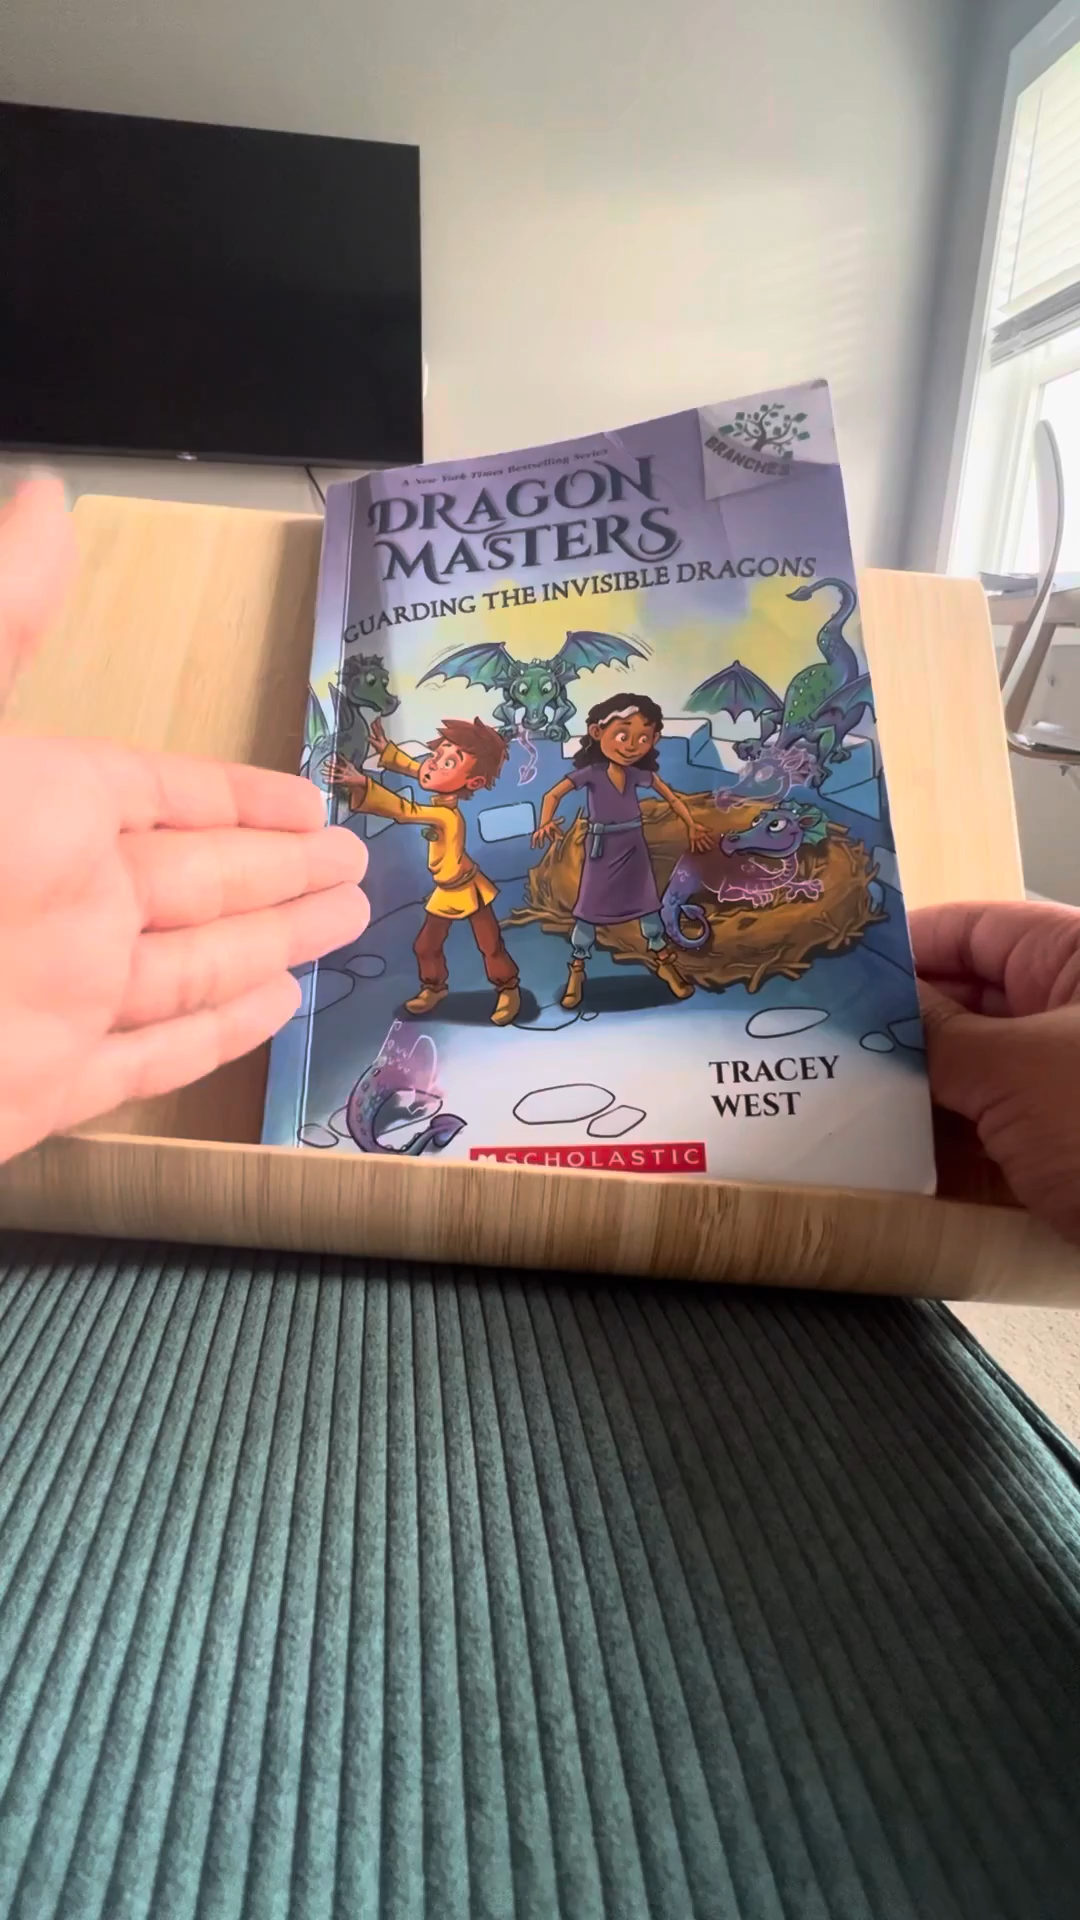 A New York Times Bestselling Series
BRANCHES
DRAGON
MASTERS
GUARDING THE INVISIBLE DRAGONS
TRACEY
WEST
SCHOLASTIC